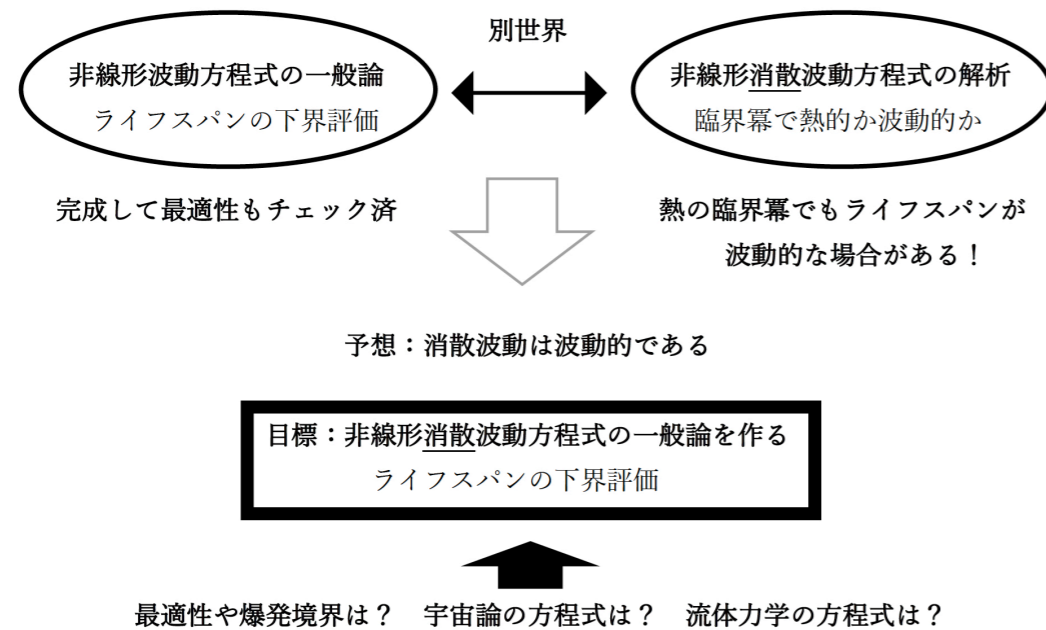 別世界
非線形波動方程式の一般論
ライフスパンの下界評価
非線形消散波動方程式の解析
臨界冪で熱的か波動的か
完成して最適性もチェック済
熱の臨界冪でもライフスパンが
波動的な場合がある！
予想：消散波動は波動的である
目標：非線形消散波動方程式の一般論を作る
ライフスパンの下界評価
最適性や爆発境界は？　宇宙論の方程式は？　流体力学の方程式は？